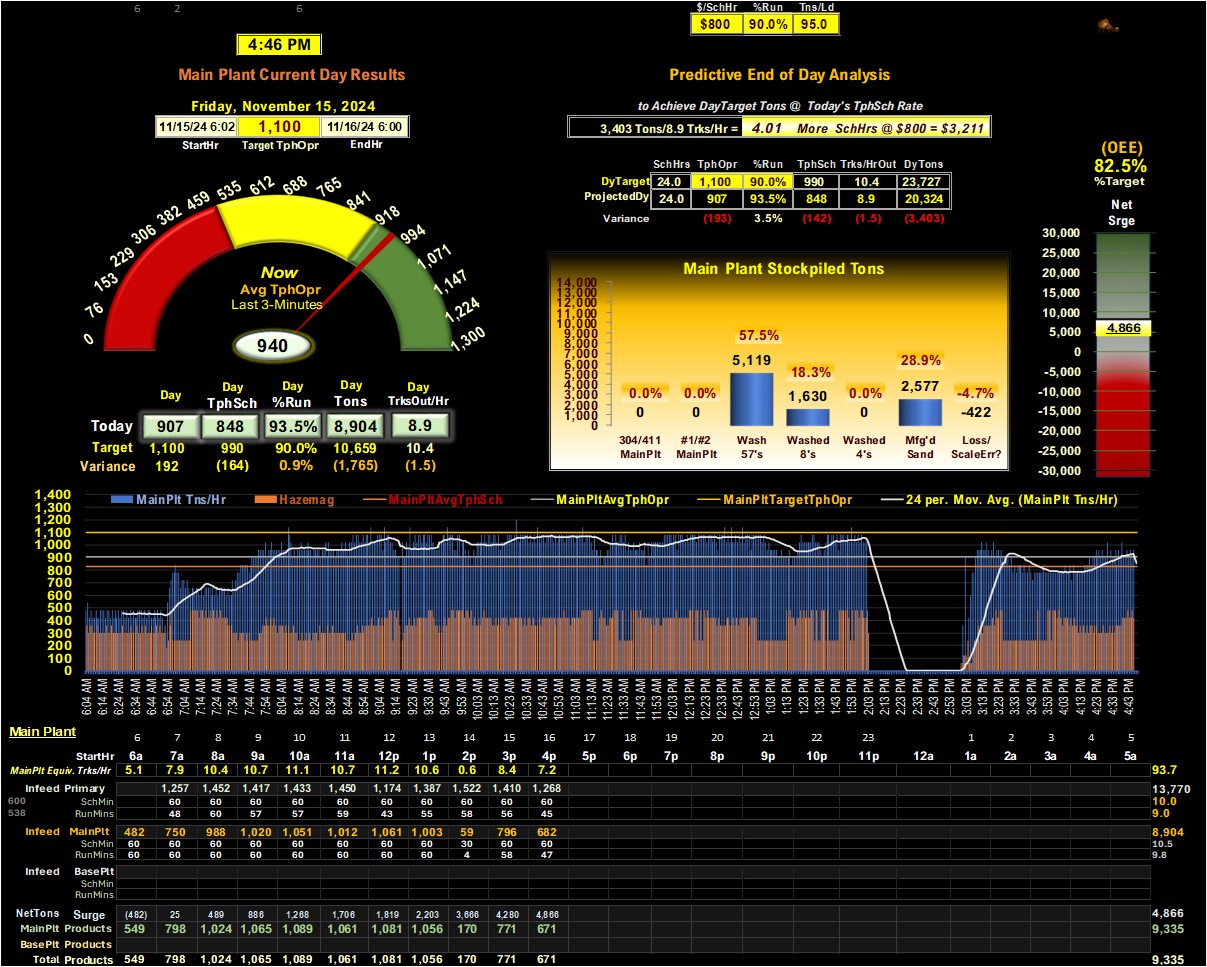 6 2 6
$/SchHr %Run Tns/Ld
$800 90.0% 95.0
4:46 PM
Main Plant Current Day Results
Friday, November 15, 2024
11/15/24 6:02 1,100 11/16/24 6:00
StartHr Target TphOpr EndHr
0 76 153 229 306 382 459 535 612 688 765 841 918 994 1,071 1,147 1,224 1,300
Now
Avg TphOpr
Last 3-Minutes
940
Day Day TphSch Day %Run Day Tons Day TrksOut/Hr
Today 907 848 93.5% 8,904 8.9
Target 1,100 990 90.0% 10,659 10.4
Variance 192 (164) 0.9% (1,765) (1.5)
Predictive End of Day Analysis
to Achieve DayTarget Tons @ Today's TphSch Rate
3,403 Tons/8.9 Trks/Hr = 4.01 More SchHrs @ $800 = $3,211
SchHrs TphOpr %Run TphSch Trks/HrOut DyTons
DyTarget 24.0 1,100 90.0% 990 10.4 23,727
ProjectedDy 24.0 907 93.5% 848 8.9 20,324
Variance (193) 3.5% (142) (1.5) (3,403)
Main Plant Stockpiled Tons
14,000
13,000
12,000
11,000
10,000
9,000
8,000
7,000
6,000
5,000
4,000
3,000
2,000
1,000
0
0.0% 0.0% 57.5% 18.3% 0.0% 28.9% -4.7%
0 0 5,119 1,630 0 2,577 -422
304/411 #1/#2 Wash Washed Washed Mfg'd Loss/
MainPlt MainPlt 57's 8's 4's Sand ScaleErr?
(OEE)
82.5%
%Target
Net
Srge
30,000
25,000
20,000
15,000
10,000
5,000
0
-5,000
-10,000
-15,000
-20,000
-25,000
-30,000
4,866
MainPlt Tns/Hr Hazemag MainPltAvgTphSch MainPltAvgTphOpr MainPltTargetTphOpr 24 per. Mov. Avg. (MainPlt Tns/Hr)
1,400
1,300
1,200
1,100
1,000
900
800
700
600
500
400
300
200
100
0
6:04 AM 6:14 AM 6:24 AM 6:34 AM 6:44 AM 6:54 AM 7:04 AM 7:14 AM 7:24 AM 7:34 AM 7:44 AM 7:54 AM 8:04 AM 8:14 AM 8:24 AM 8:34 AM 8:44 AM 8:54 AM 9:04 AM 9:14 AM 9:23 AM 9:33 AM 9:43 AM 9:53 AM 10:03 AM 10:13 AM 10:23 AM 10:33 AM 10:43 AM 10:53 AM 11:03 AM 11:13 AM 11:23 AM 11:33 AM 11:43 AM 11:53 AM 12:03 PM 12:13 PM 12:23 PM 12:33 PM 12:43 PM 12:53 PM 1:03 PM 1:13 PM 1:23 PM 1:33 PM 1:43 PM 1:53 PM 2:03 PM 2:13 PM 2:23 PM 2:33 PM 2:43 PM 2:53 PM 3:03 PM 3:13 PM 3:23 PM 3:33 PM 3:43 PM 3:53 PM 4:03 PM 4:13 PM 4:23 PM 4:33 PM 4:43 PM
Main Plant 6 7 8 9 10 11 12 13 14 15 16 17 18 19 20 21 22 23 1 2 3 4 5
StartHr 6a 7a 8a 9a 10a 11a 12p 1p 2p 3p 4p 5p 6p 7p 8p 9p 10p 11p 12a 1a 2a 3a 4a 5a
MainPlt Equiv. Trks/Hr 5.1 7.9 10.4 10.7 11.1 10.7 11.2 10.6 0.6 8.4 7.2 93.7
Infeed Primary 1,257 1,452 1,417 1,433 1,450 1,174 1,387 1,522 1,410 1,268 13,770
600 SchMin 60 60 60 60 60 60 60 60 60 60 10.0
538 RunMins 48 60 57 57 59 43 55 58 56 45 9.0
Infeed MainPlt 482 750 988 1,020 1,051 1,012 1,061 1,003 59 796 682 8,904
SchMin 60 60 60 60 60 60 60 60 30 60 60 10.5
RunMins 60 60 60 60 60 60 60 60 4 58 47 9.8
Infeed BasePlt
SchMin
RunMins
NetTons Surge (482) 25 489 886 1,268 1,706 1,819 2,203 3,666 4,280 4,866 4,866
MainPlt Products 549 798 1,024 1,065 1,089 1,061 1,081 1,056 170 771 671 9,335
BasePlt Products
Total Products 549 798 1,024 1,065 1,089 1,061 1,081 1,056 170 771 671 9,335